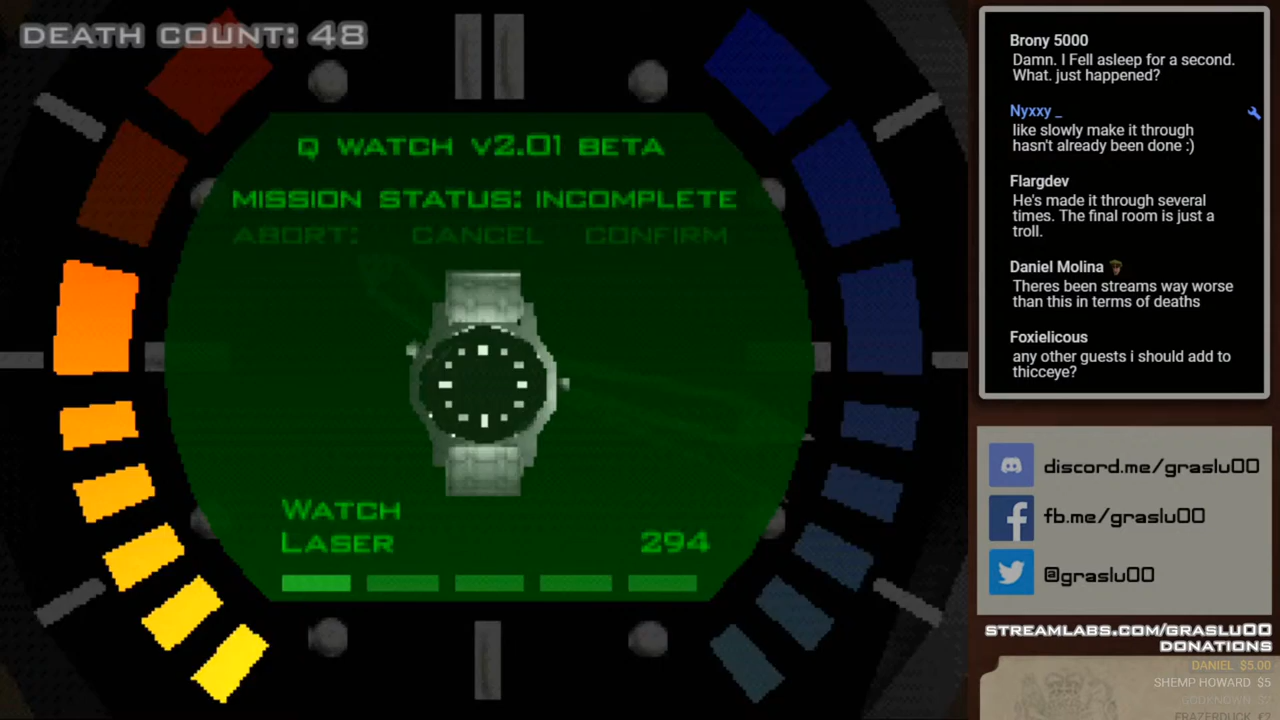 DEATH COUNT: 48
Q WATCH V2.01 BETA
MISSION STATUS: INCOMPLETE
ABORT: CANCEL CONFIRM
WATCH
LASER 294
Brony 5000
Damn. I Fell asleep for a second.
What. just happened?
Nyxxy _
like slowly make it through
hasn't already been done :)
Flargdev
He's made it through several
times. The final room is just a
troll.
Daniel Molina
Theres been streams way worse
than this in terms of deaths
Foxielicous
any other guests i should add to
thicceye?
discord.me/graslu00
fb.me/graslu00
@graslu00
STREAMLABS.COM/GRASLU00
DONATIONS
DANIEL $5.00
SHEMP HOWARD $5